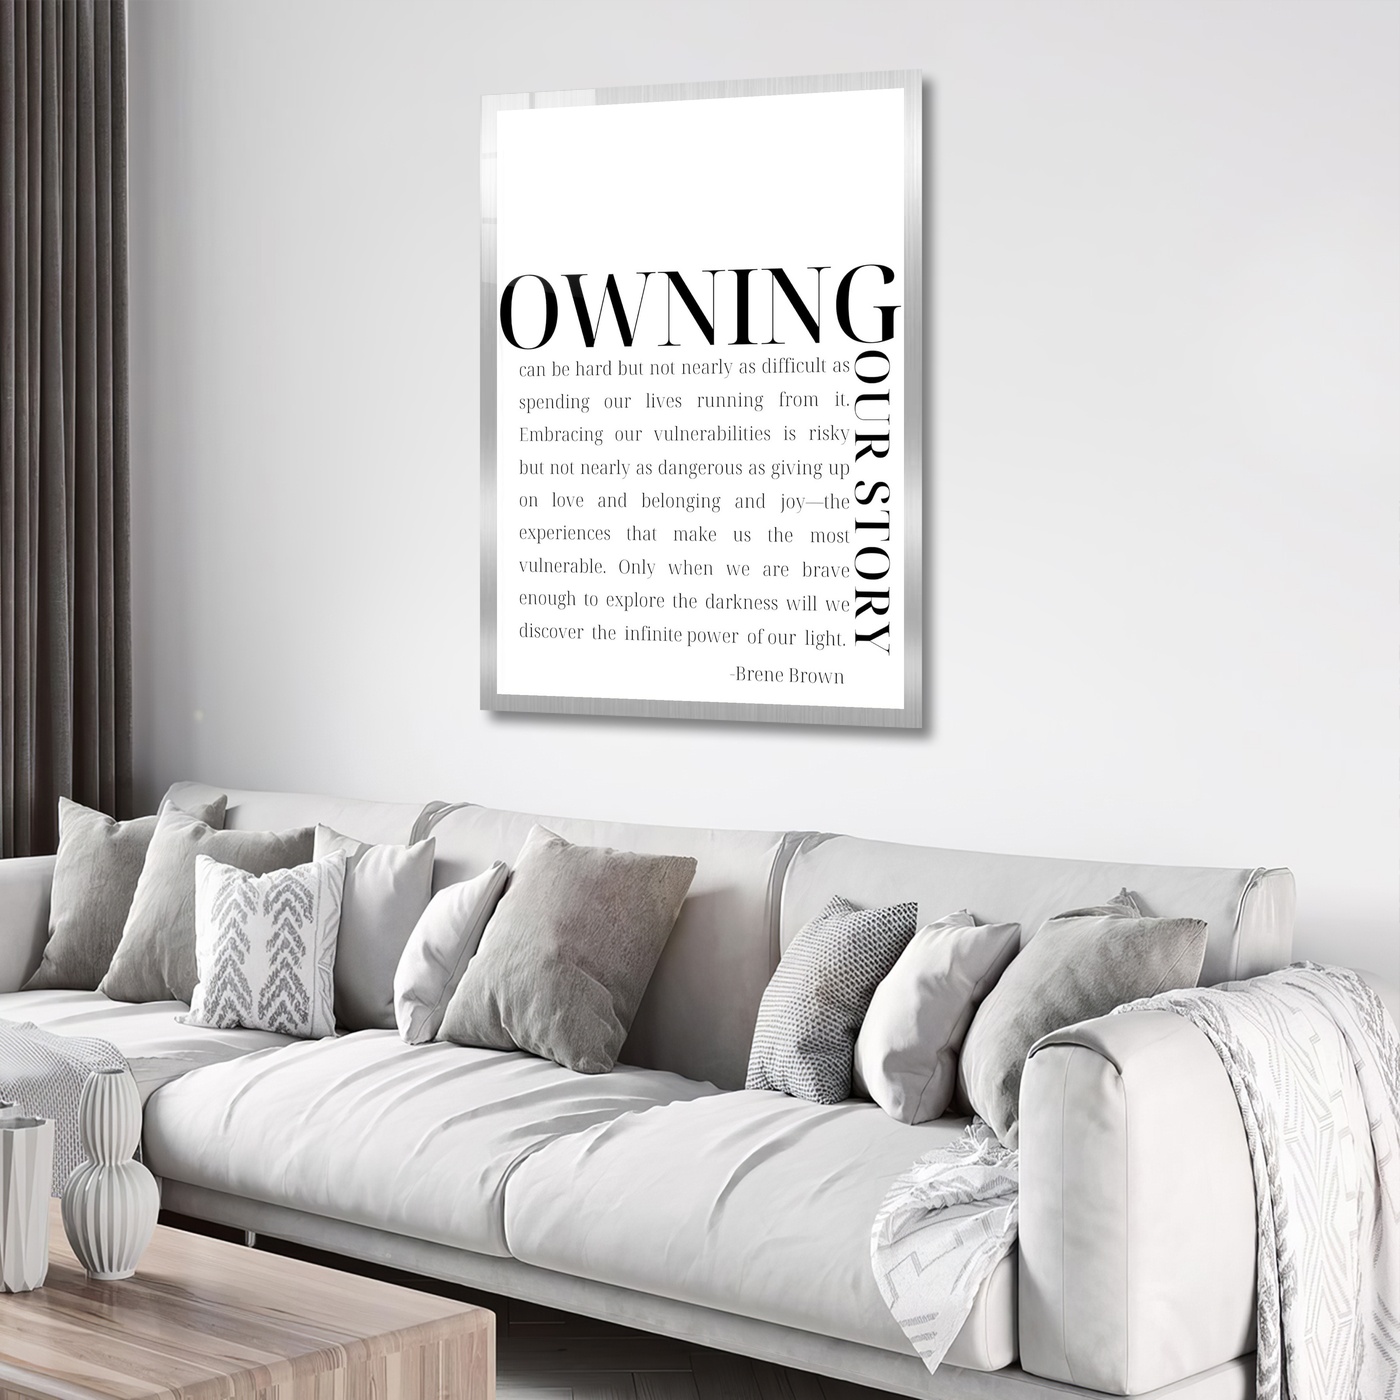 OWNING
OUR STORY
can be hard but not nearly as difficult as
spending our lives running from it.
Embracing our vulnerabilities is risky
but not nearly as dangerous as giving up
on love and belonging and joy—the
experiences that make us the most
vulnerable. Only when we are brave
enough to explore the darkness will we
discover the infinite power of our light.
-Brene Brown